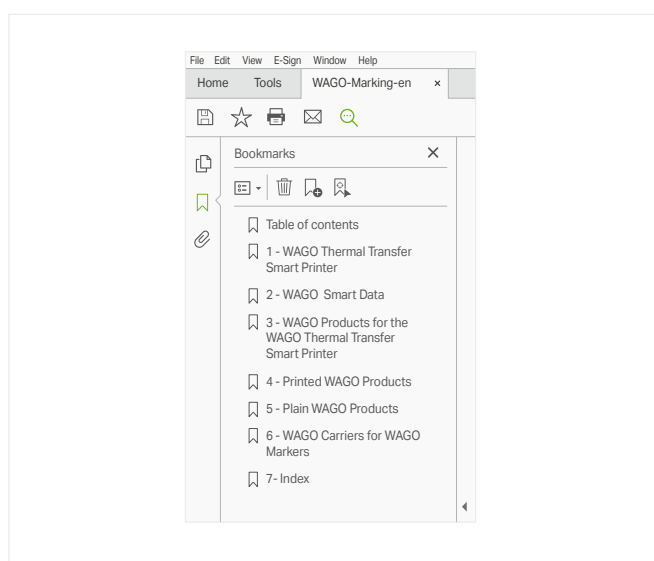 File Edit View E-Sign Window Help
Home Tools WAGO-Marking-en ×
Bookmarks
Table of contents
1 - WAGO Thermal Transfer
Smart Printer
2 - WAGO Smart Data
3 - WAGO Products for the
WAGO Thermal Transfer
Smart Printer
4 - Printed WAGO Products
5 - Plain WAGO Products
6 - WAGO Carriers for WAGO
Markers
7- Index